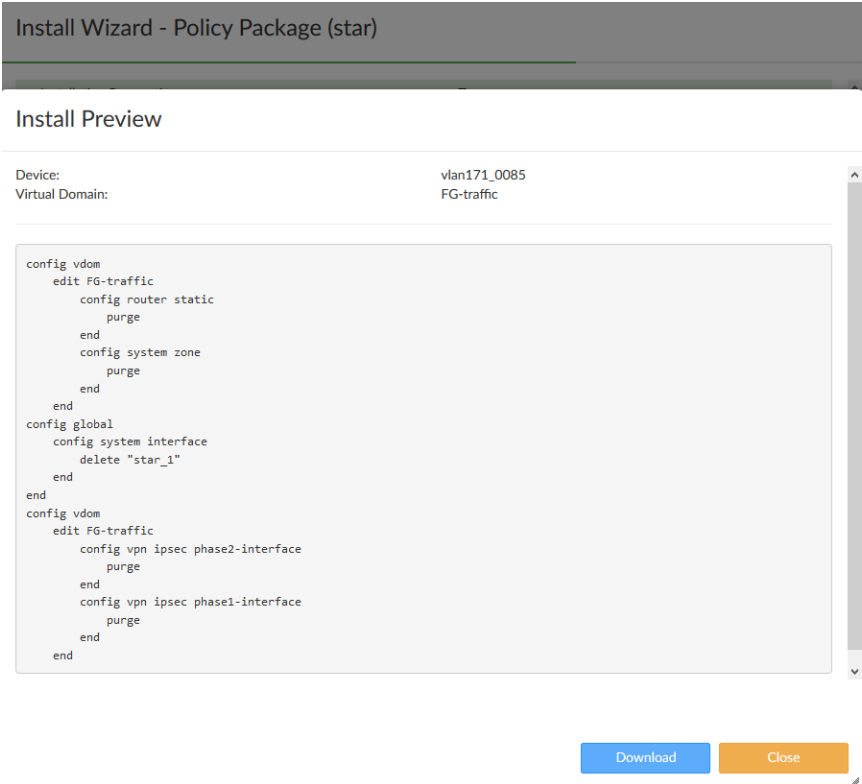 Install Wizard - Policy Package (star)
Install Preview
Device: vlan171_0085
Virtual Domain: FG-traffic
config vdom
    edit FG-traffic
        config router static
            purge
        end
        config system zone
            purge
        end
    end
config global
    config system interface
        delete "star_1"
    end
end
config vdom
    edit FG-traffic
        config vpn ipsec phase2-interface
            purge
        end
        config vpn ipsec phase1-interface
            purge
        end
    end
Download Close